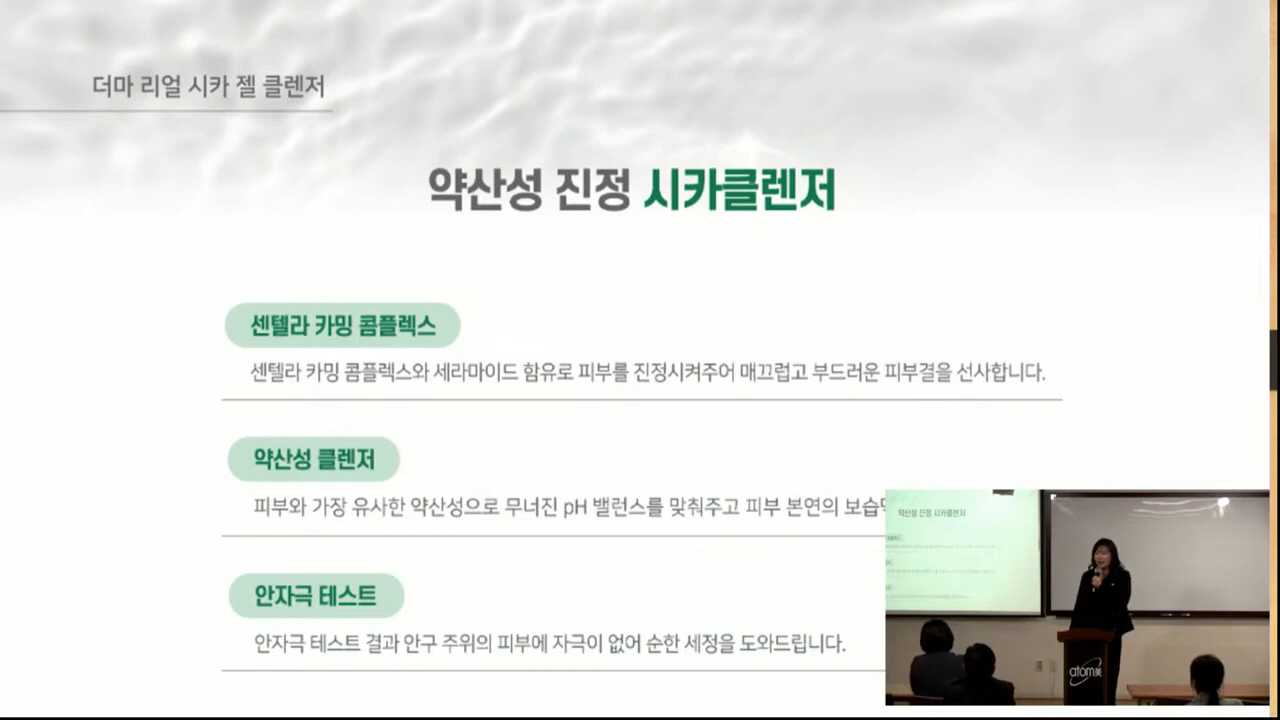 더마 리얼 시카 젤 클렌저
약산성 진정 시카클렌저
센텔라 카밍 콤플렉스
센텔라 카밍 콤플렉스와 세라마이드 함유로 피부를 진정시켜주어 매끄럽고 부드러운 피부결을 선사합니다.
약산성 클렌저
피부와 가장 유사한 약산성으로 무너진 pH 밸런스를 맞춰주고 피부 본연의
안자극 테스트
안자극 테스트 결과 안구 주위의 피부에 자극이 없어 순한 세정을 도와드립니다.
약산성 진정 시카클렌저
atom美